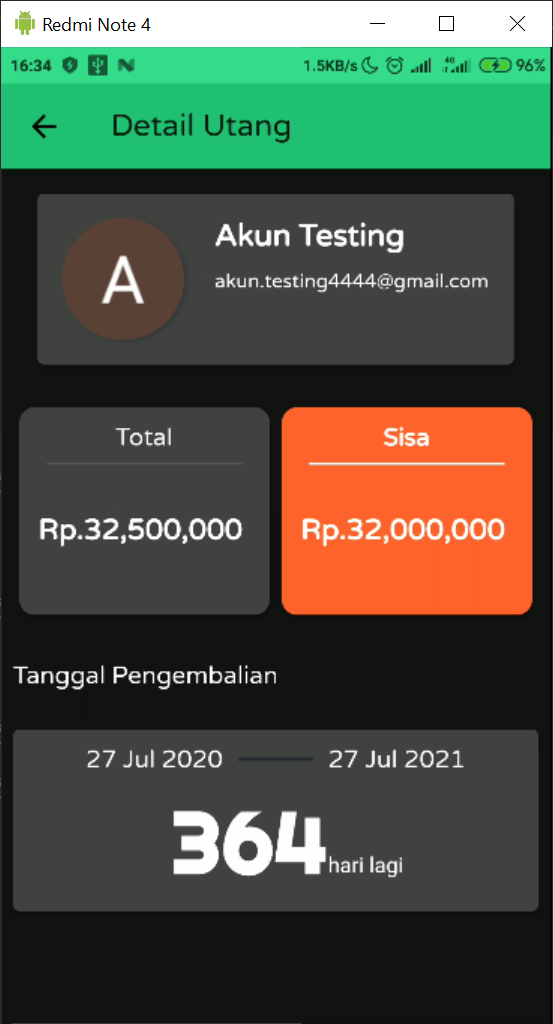 Redmi Note 4
16:34 1.5KB/s 4G 96%
Detail Utang
A
Akun Testing
akun.testing4444@gmail.com
Total
Rp.32,500,000
Sisa
Rp.32,000,000
Tanggal Pengembalian
27 Jul 2020 27 Jul 2021
364 hari lagi